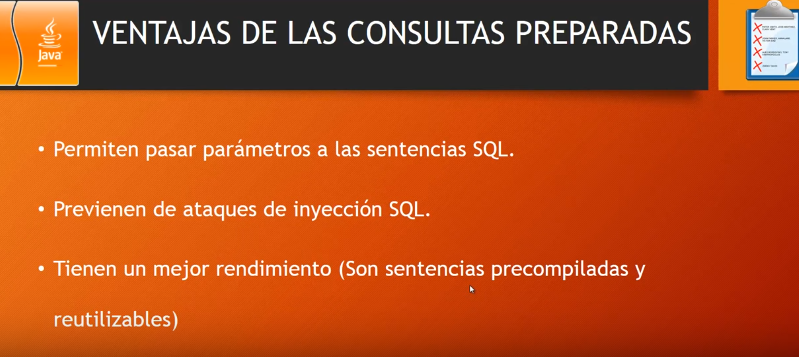 Java
VENTAJAS DE LAS CONSULTAS PREPARADAS
• Permiten pasar parámetros a las sentencias SQL.
• Previenen de ataques de inyección SQL.
• Tienen un mejor rendimiento (Son sentencias precompiladas y
reutilizables)